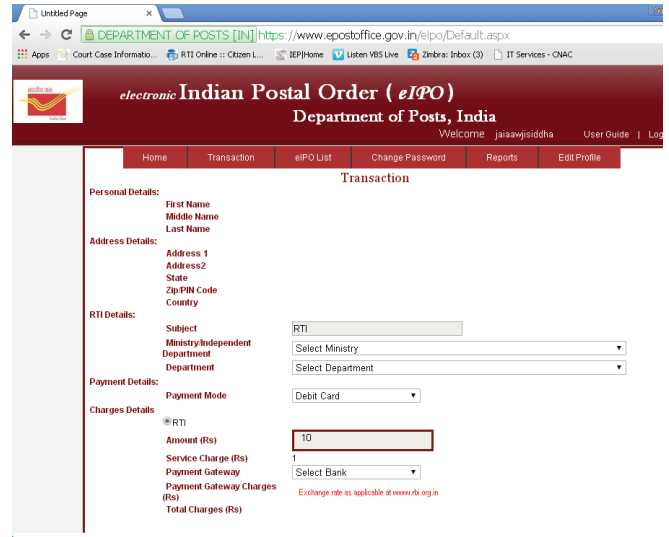 Untitled Page
DEPARTMENT OF POSTS [IN] https://www.epostoffice.gov.in/eipo/Default.aspx
Apps Court Case Informatio... RTI Online :: Citizen L... IEP|Home Listen VBS Live Zimbra: Inbox (3) IT Services - CNAC
electronic Indian Postal Order ( eIPO )
Department of Posts, India
Welcome jaiaawjisiddha User Guide | Log
Home Transaction eIPO List Change Password Reports Edit Profile
Transaction
Personal Details:
First Name
Middle Name
Last Name
Address Details:
Address 1
Address2
State
Zip/PIN Code
Country
RTI Details:
Subject RTI
Ministry/Independent
Department Select Ministry
Department Select Department
Payment Details:
Payment Mode Debit Card
Charges Details
RTI
Amount (Rs) 10
Service Charge (Rs) 1
Payment Gateway Select Bank
Payment Gateway Charges
(Rs) Exchange rate as applicable at wwww.rbi.org.in
Total Charges (Rs)